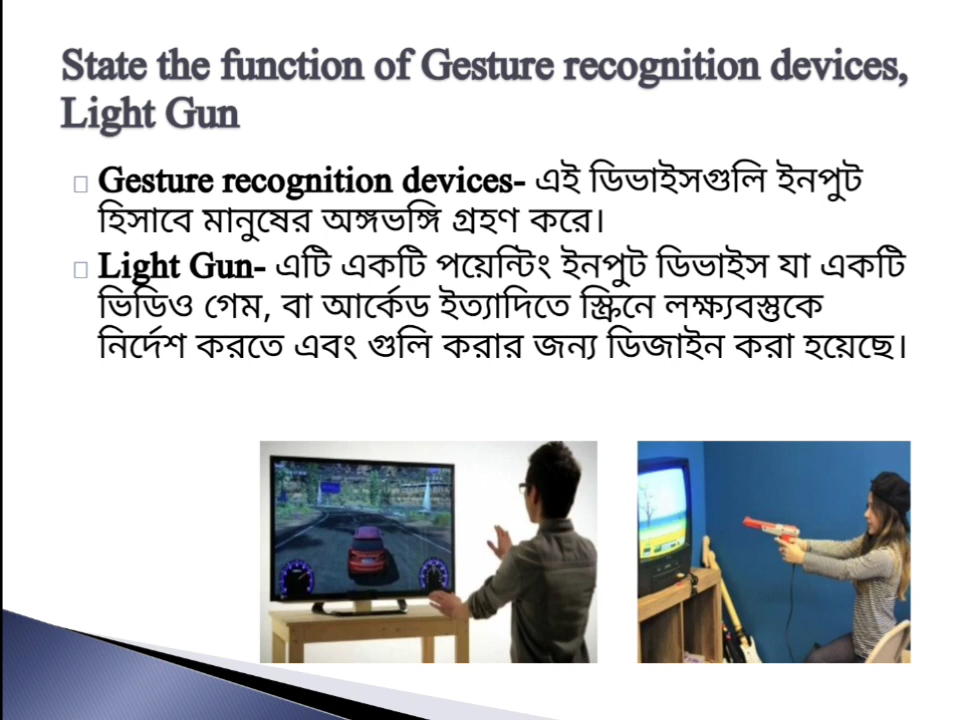 State the function of Gesture recognition devices,
Light Gun
Gesture recognition devices- এই ডিভাইসগুলি ইনপুট
হিসাবে মানুষের অঙ্গভঙ্গি গ্রহণ করে।
Light Gun- এটি একটি পয়েন্টিং ইনপুট ডিভাইস যা একটি
ভিডিও গেম, বা আর্কেড ইত্যাদিতে স্ক্রিনে লক্ষ্যবস্তুকে
নির্দেশ করতে এবং গুলি করার জন্য ডিজাইন করা হয়েছে।